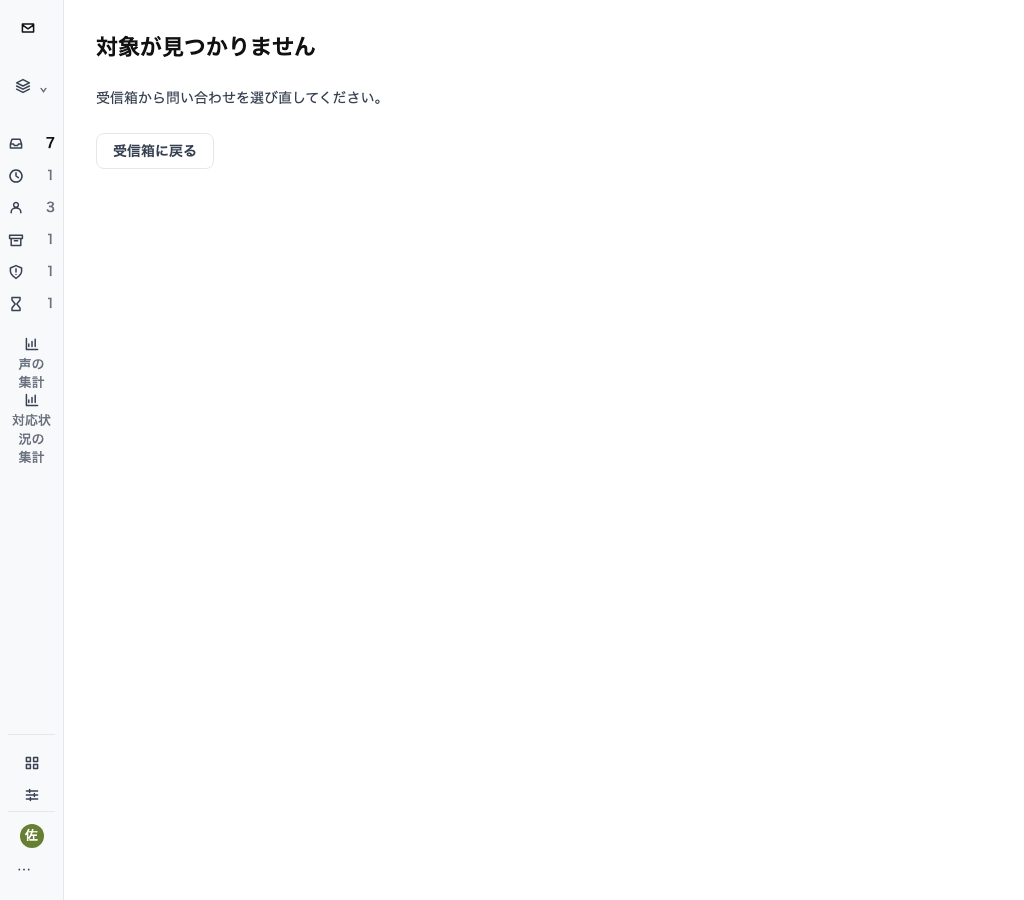 対象が見つかりません
受信箱から問い合わせを選び直してください。
受信箱に戻る
7
1
3
1
1
1
声の
集計
対応状
況の
集計
佐
…